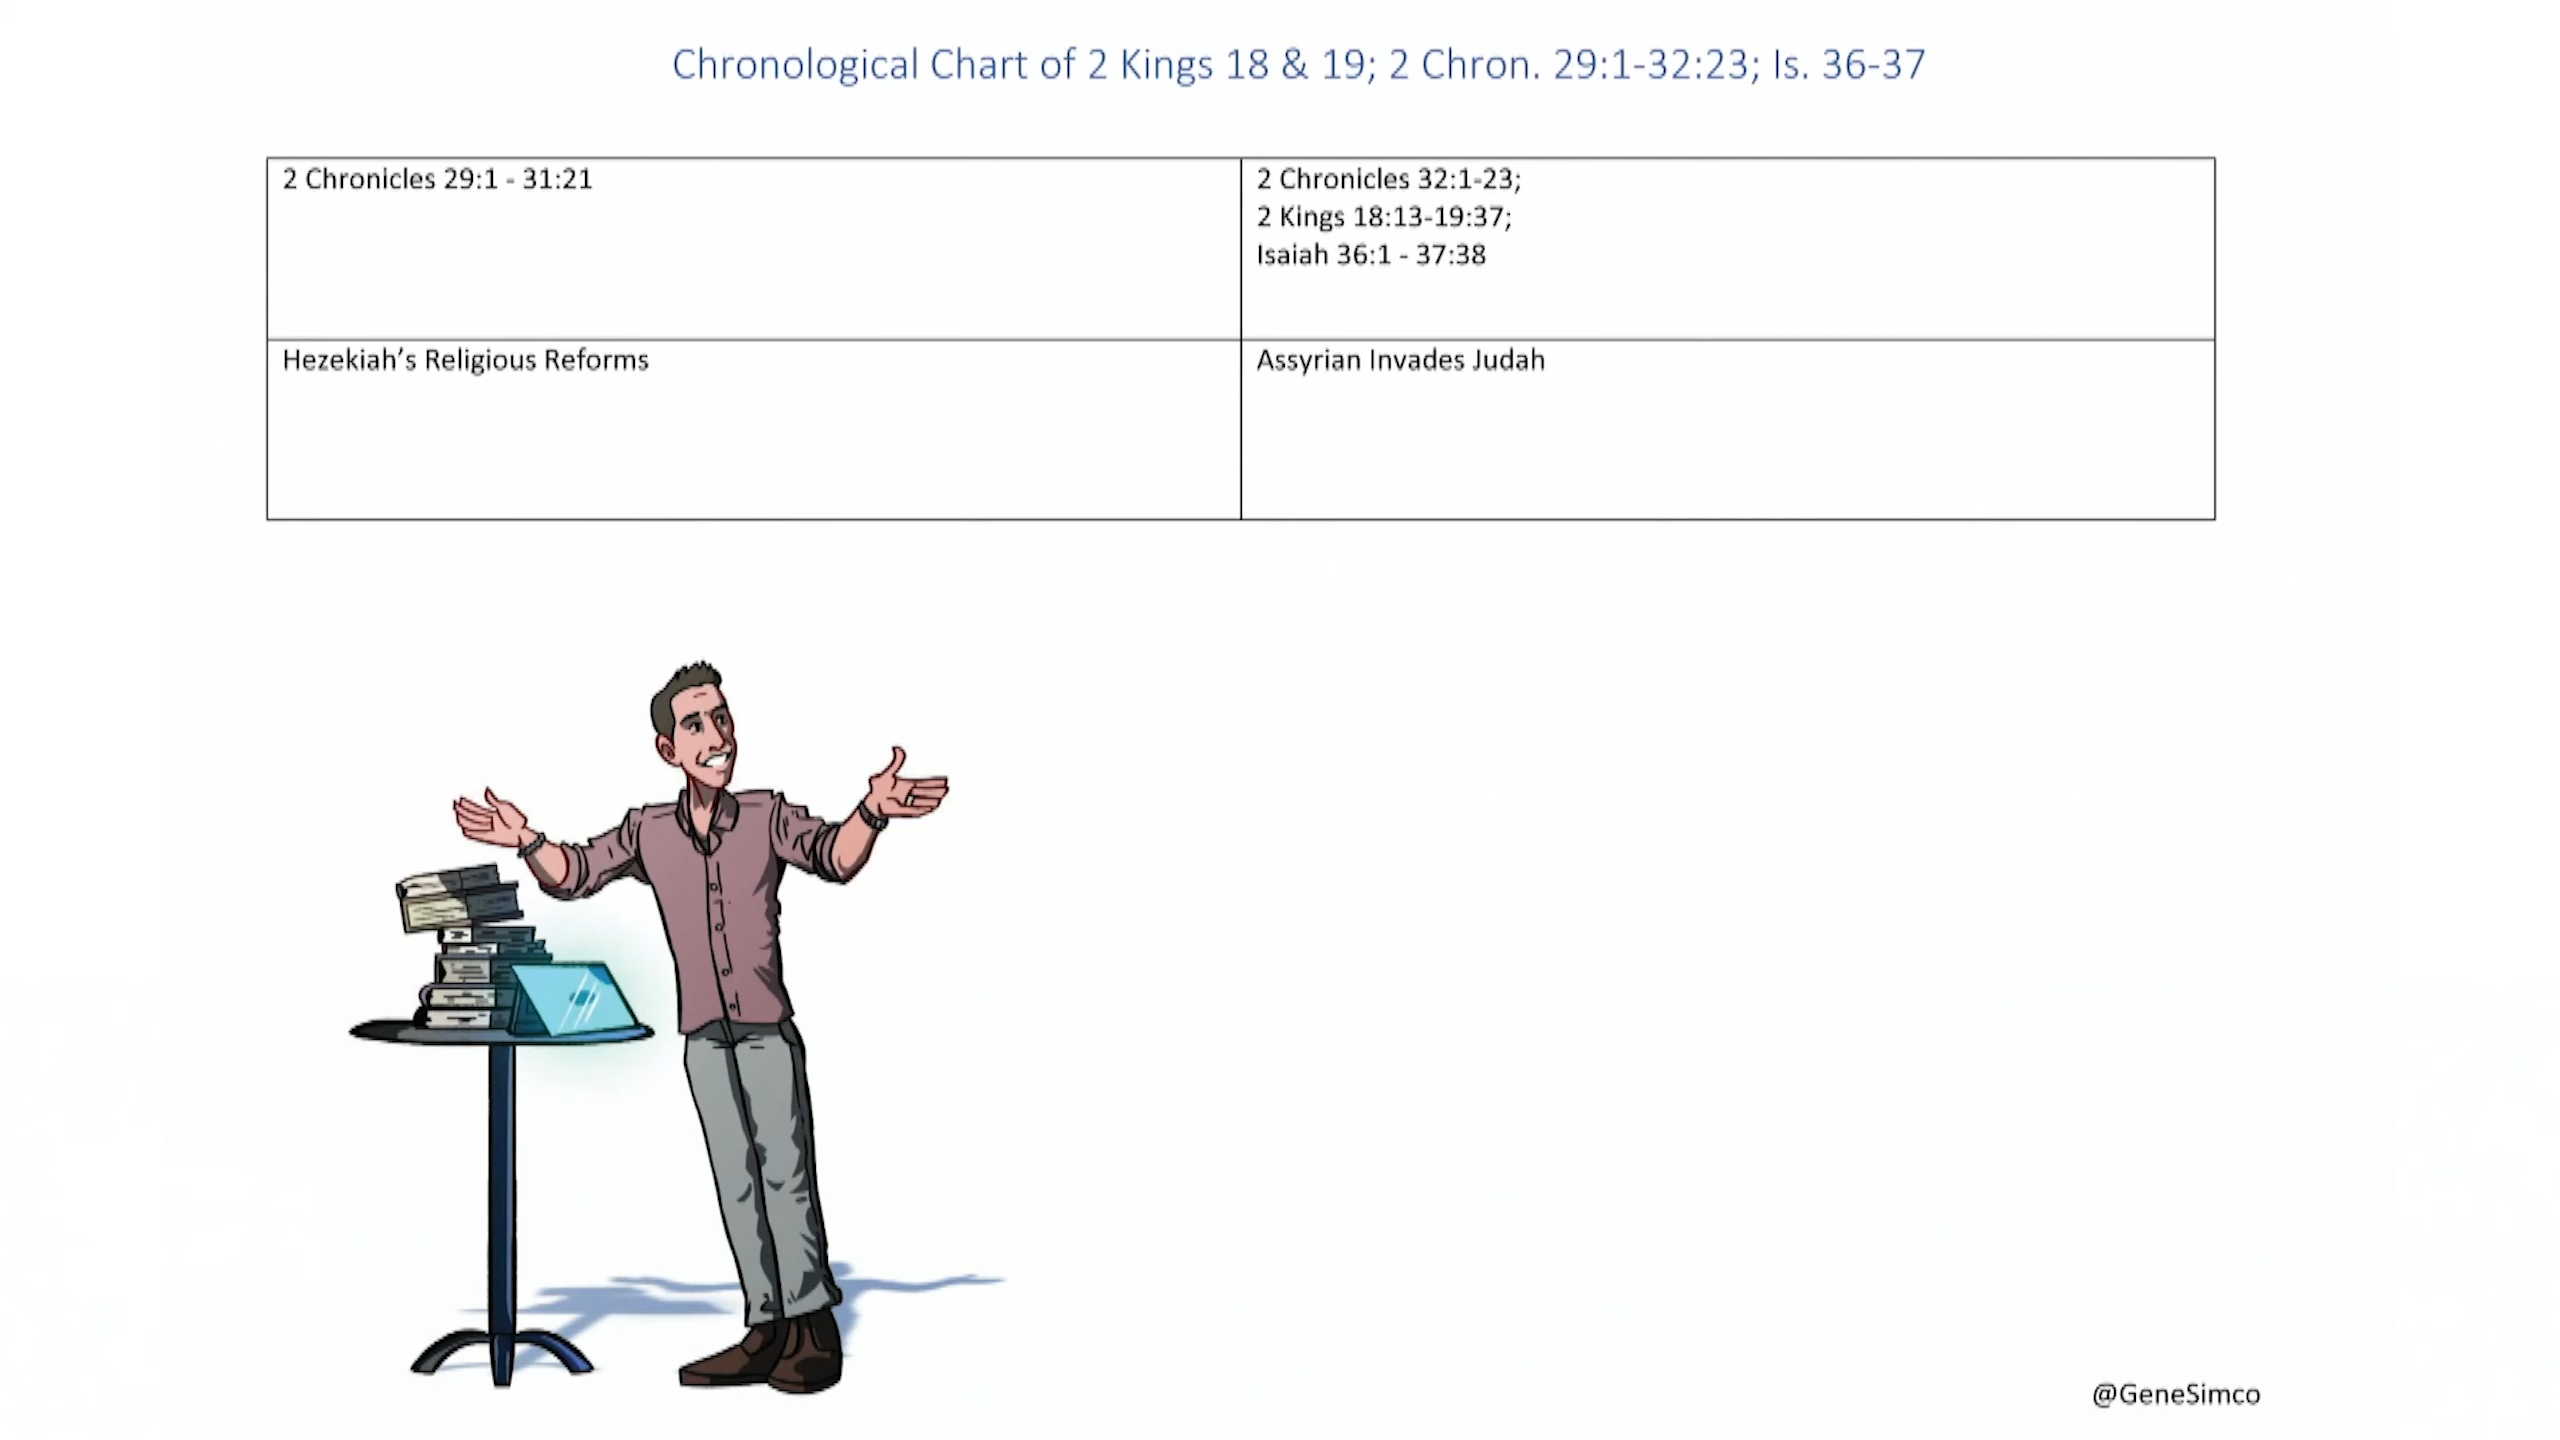 Chronological Chart of 2 Kings 18 & 19; 2 Chron. 29:1-32:23; Is. 36-37
2 Chronicles 29:1 - 31:21
2 Chronicles 32:1-23;
2 Kings 18:13-19:37;
Isaiah 36:1 - 37:38
Hezekiah’s Religious Reforms
Assyrian Invades Judah
@GeneSimco